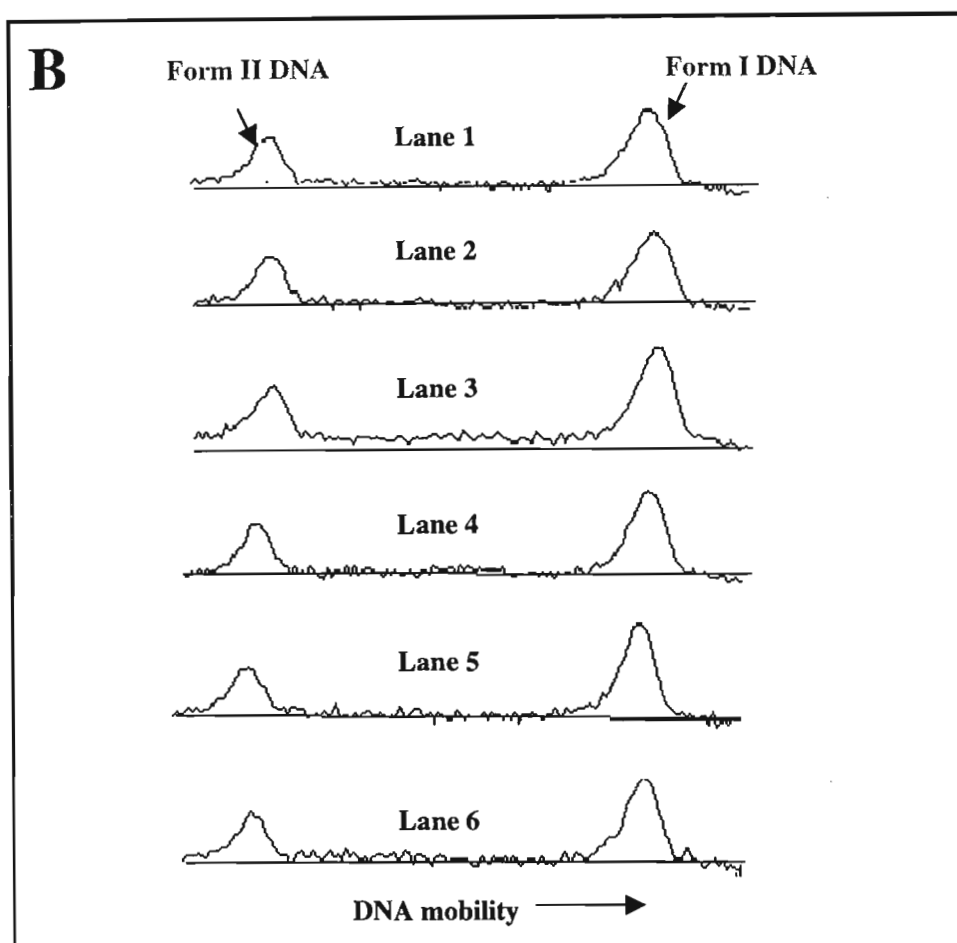 B
Form II DNA
Form I DNA
Lane 1
Lane 2
Lane 3
Lane 4
Lane 5
Lane 6
DNA mobility